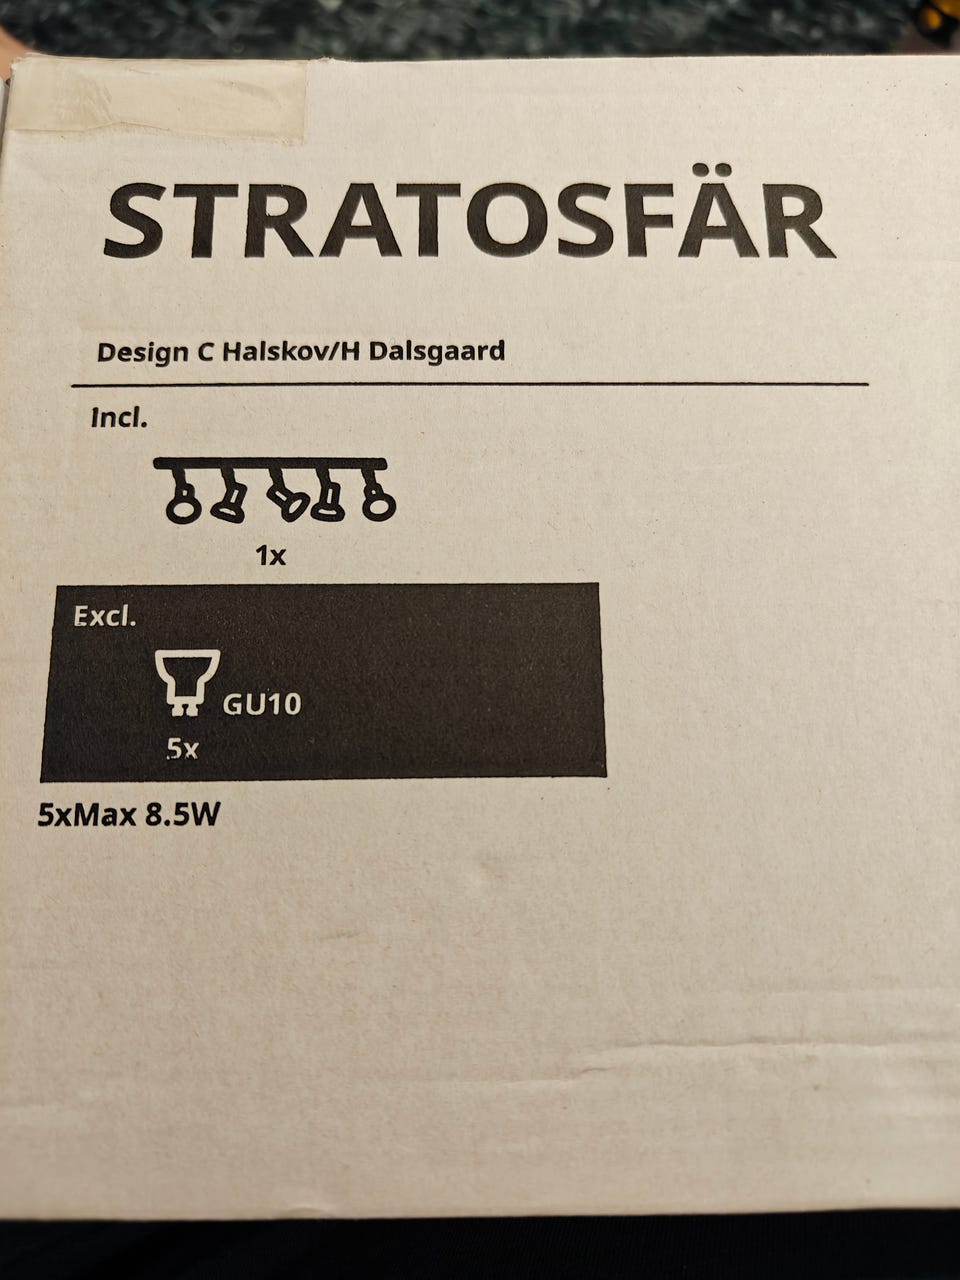 STRATOSFÄR
Design C Halskov/H Dalsgaard
Incl.
1x
Excl.
GU10
5x
5xMax 8.5W